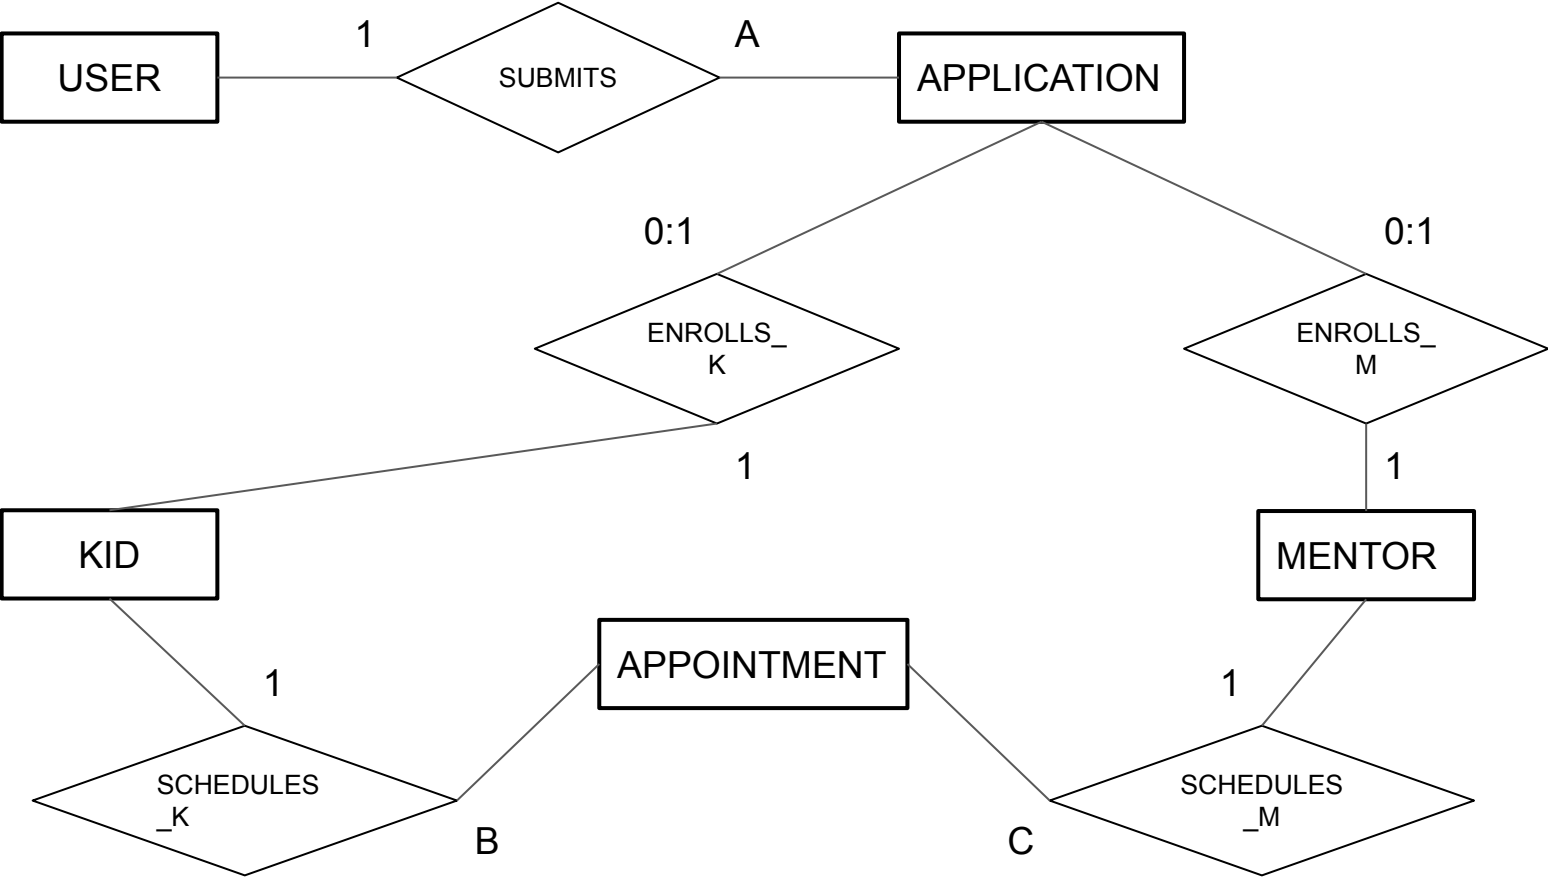 1
A
USER
SUBMITS
APPLICATION
0:1
0:1
ENROLLS_
K
ENROLLS_
M
1
1
KID
MENTOR
APPOINTMENT
1
1
SCHEDULES
_K
SCHEDULES
_M
B
C